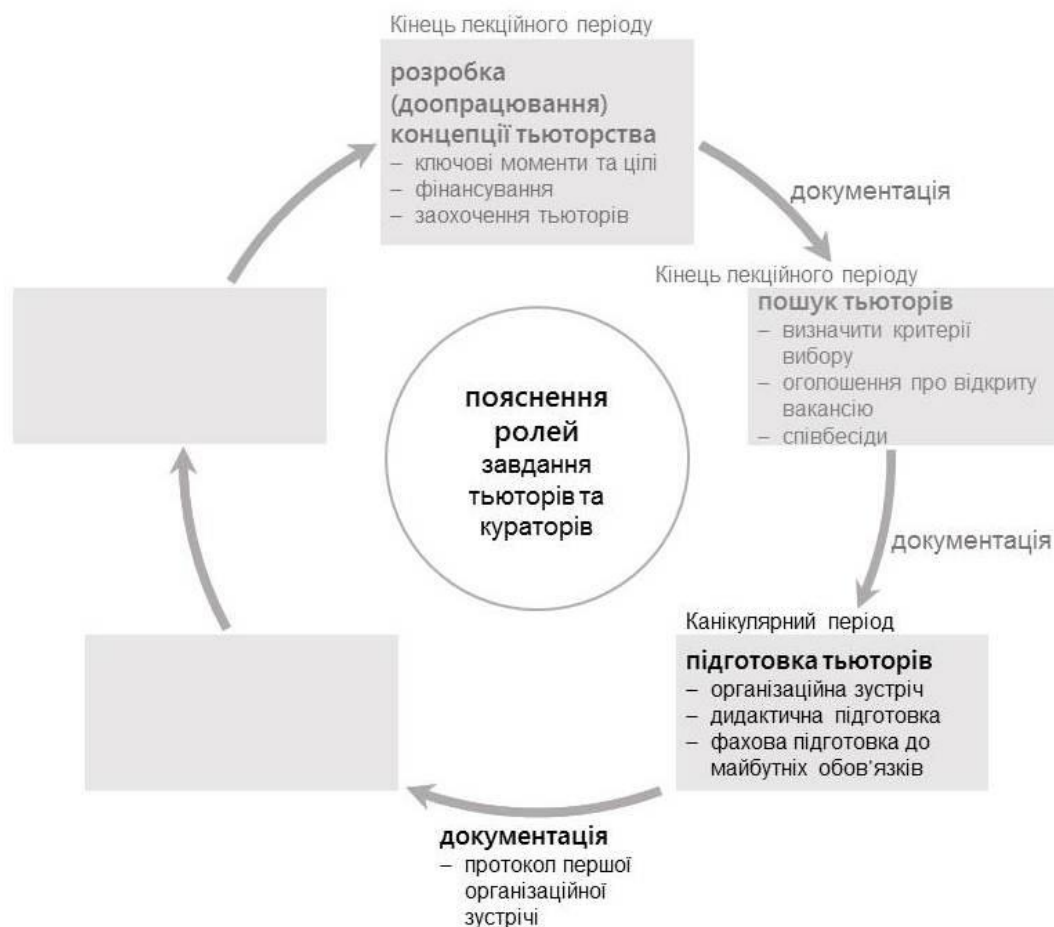 Кінець лекційного періоду
розробка
(доопрацювання)
концепції тьюторства
– ключові моменти та цілі
– фінансування
– заохочення тьюторів
документація
Кінець лекційного періоду
пошук тьюторів
– визначити критерії
вибору
– оголошення про відкриту
вакансію
– співбесіди
пояснення
ролей
завдання
тьюторів та
кураторів
документація
Канікулярний період
підготовка тьюторів
– організаційна зустріч
– дидактична підготовка
– фахова підготовка до
майбутніх обов’язків
документація
– протокол першої
організаційної
зустрічі